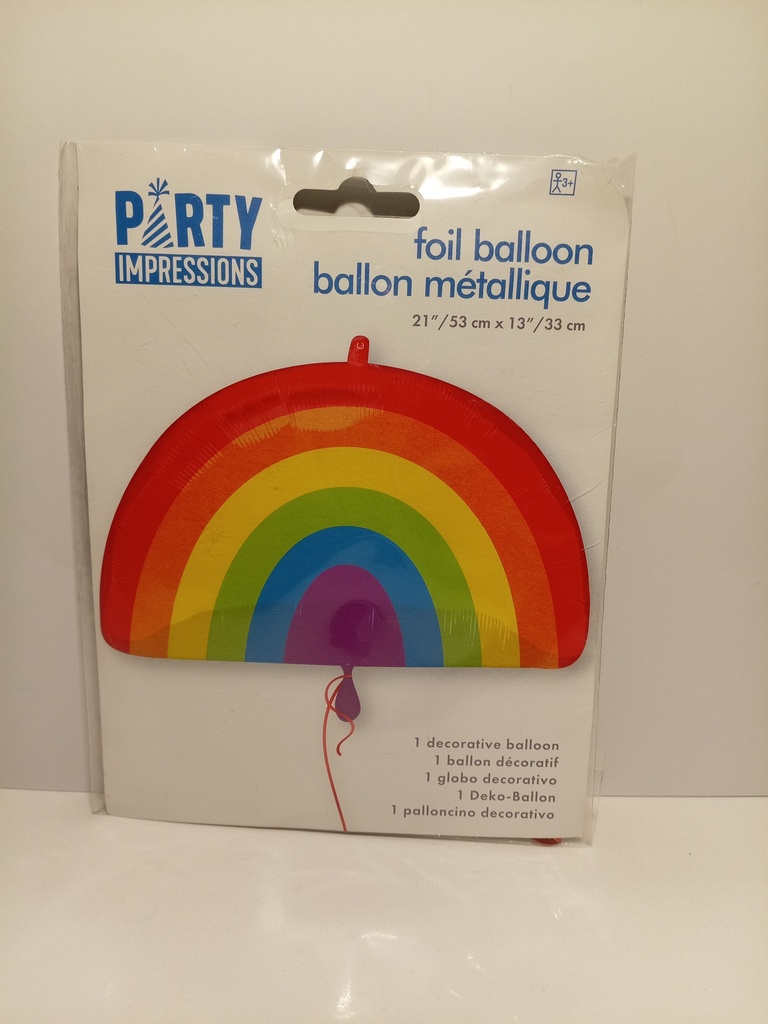 PARTY
IMPRESSIONS
3+
foil balloon
ballon métallique
21"/53 cm x 13"/33 cm
1 decorative balloon
1 ballon décoratif
1 globo decorativo
1 Deko-Ballon
1 palloncino decorativo